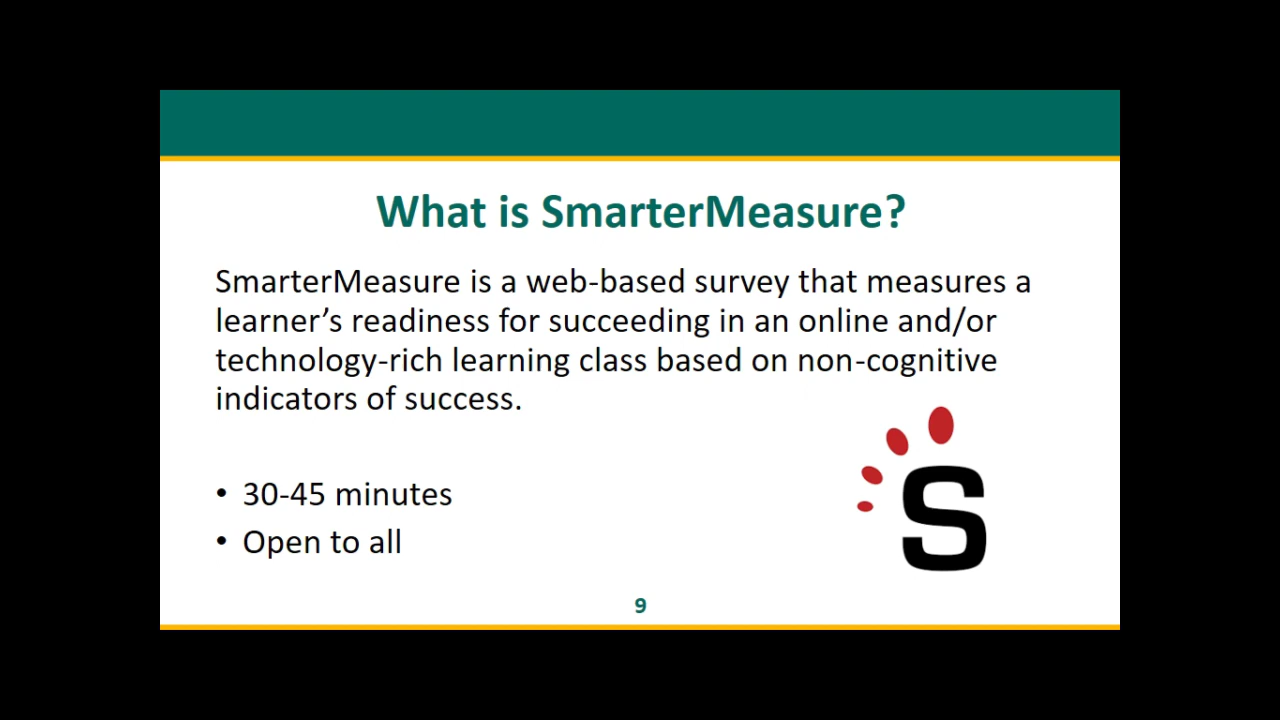 What is SmarterMeasure?
SmarterMeasure is a web-based survey that measures a
learner’s readiness for succeeding in an online and/or
technology-rich learning class based on non-cognitive
indicators of success.
• 30-45 minutes
• Open to all
S
9